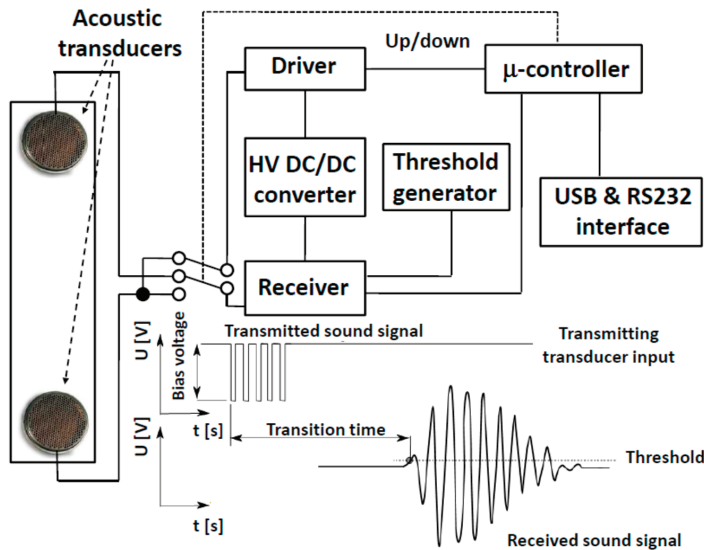 Acoustic
transducers
Up/down
Driver
μ-controller
HV DC/DC
converter
Threshold
generator
USB & RS232
interface
Receiver
U [V]
Bias voltage
Transmitted sound signal
Transmitting
transducer input
t [s]
U [V]
Transition time
Threshold
t [s]
Received sound signal